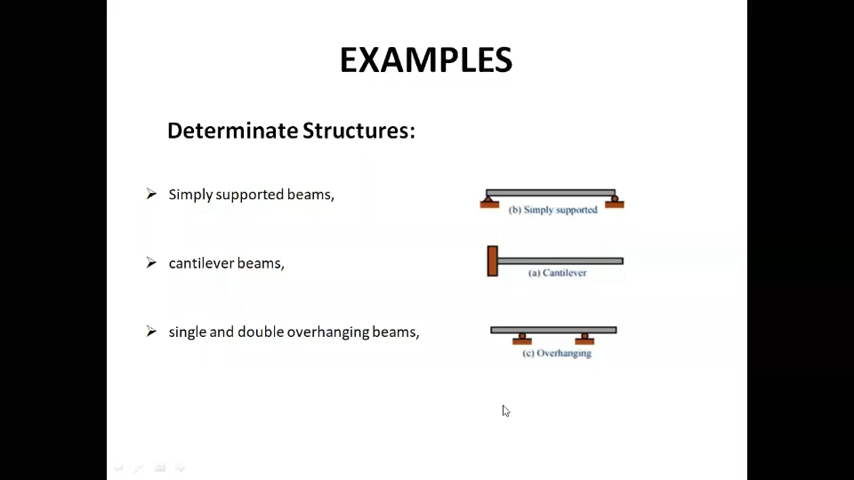 EXAMPLES
Determinate Structures:
Simply supported beams,
(b) Simply supported
cantilever beams,
(a) Cantilever
single and double overhanging beams,
(c) Overhanging